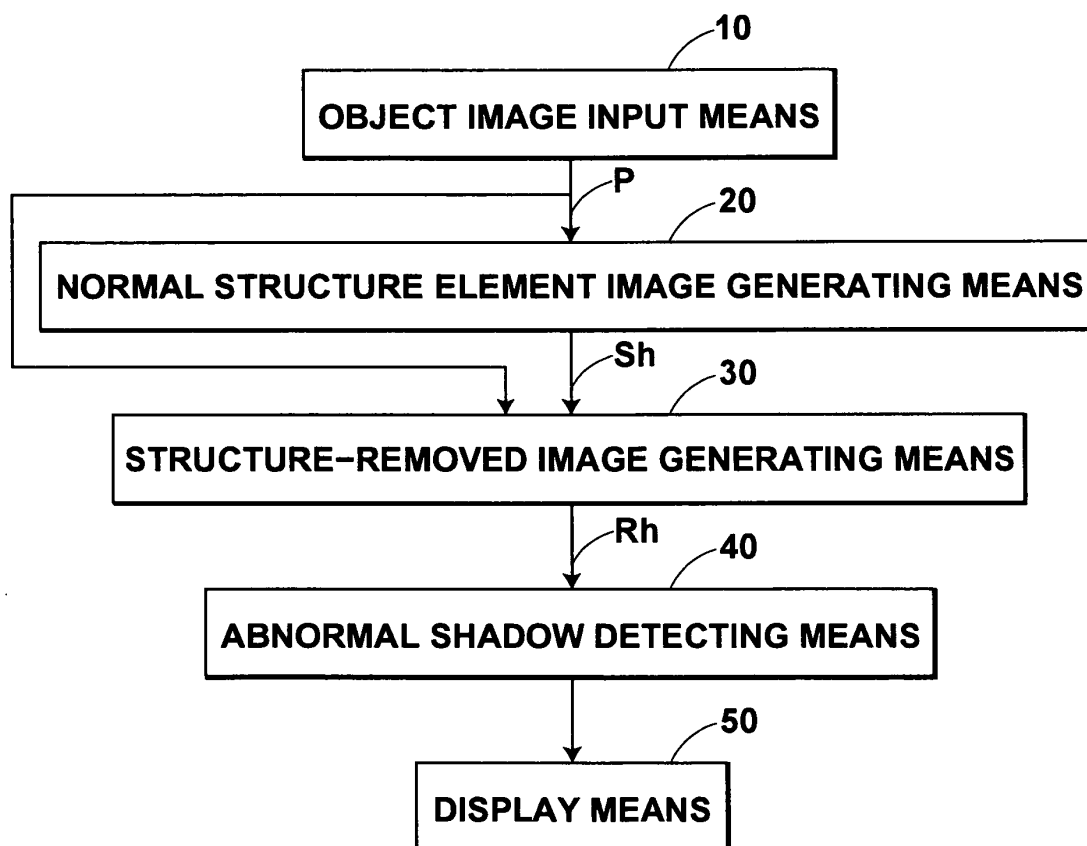 10
OBJECT IMAGE INPUT MEANS
P
20
NORMAL STRUCTURE ELEMENT IMAGE GENERATING MEANS
Sh
30
STRUCTURE−REMOVED IMAGE GENERATING MEANS
Rh
40
ABNORMAL SHADOW DETECTING MEANS
50
DISPLAY MEANS